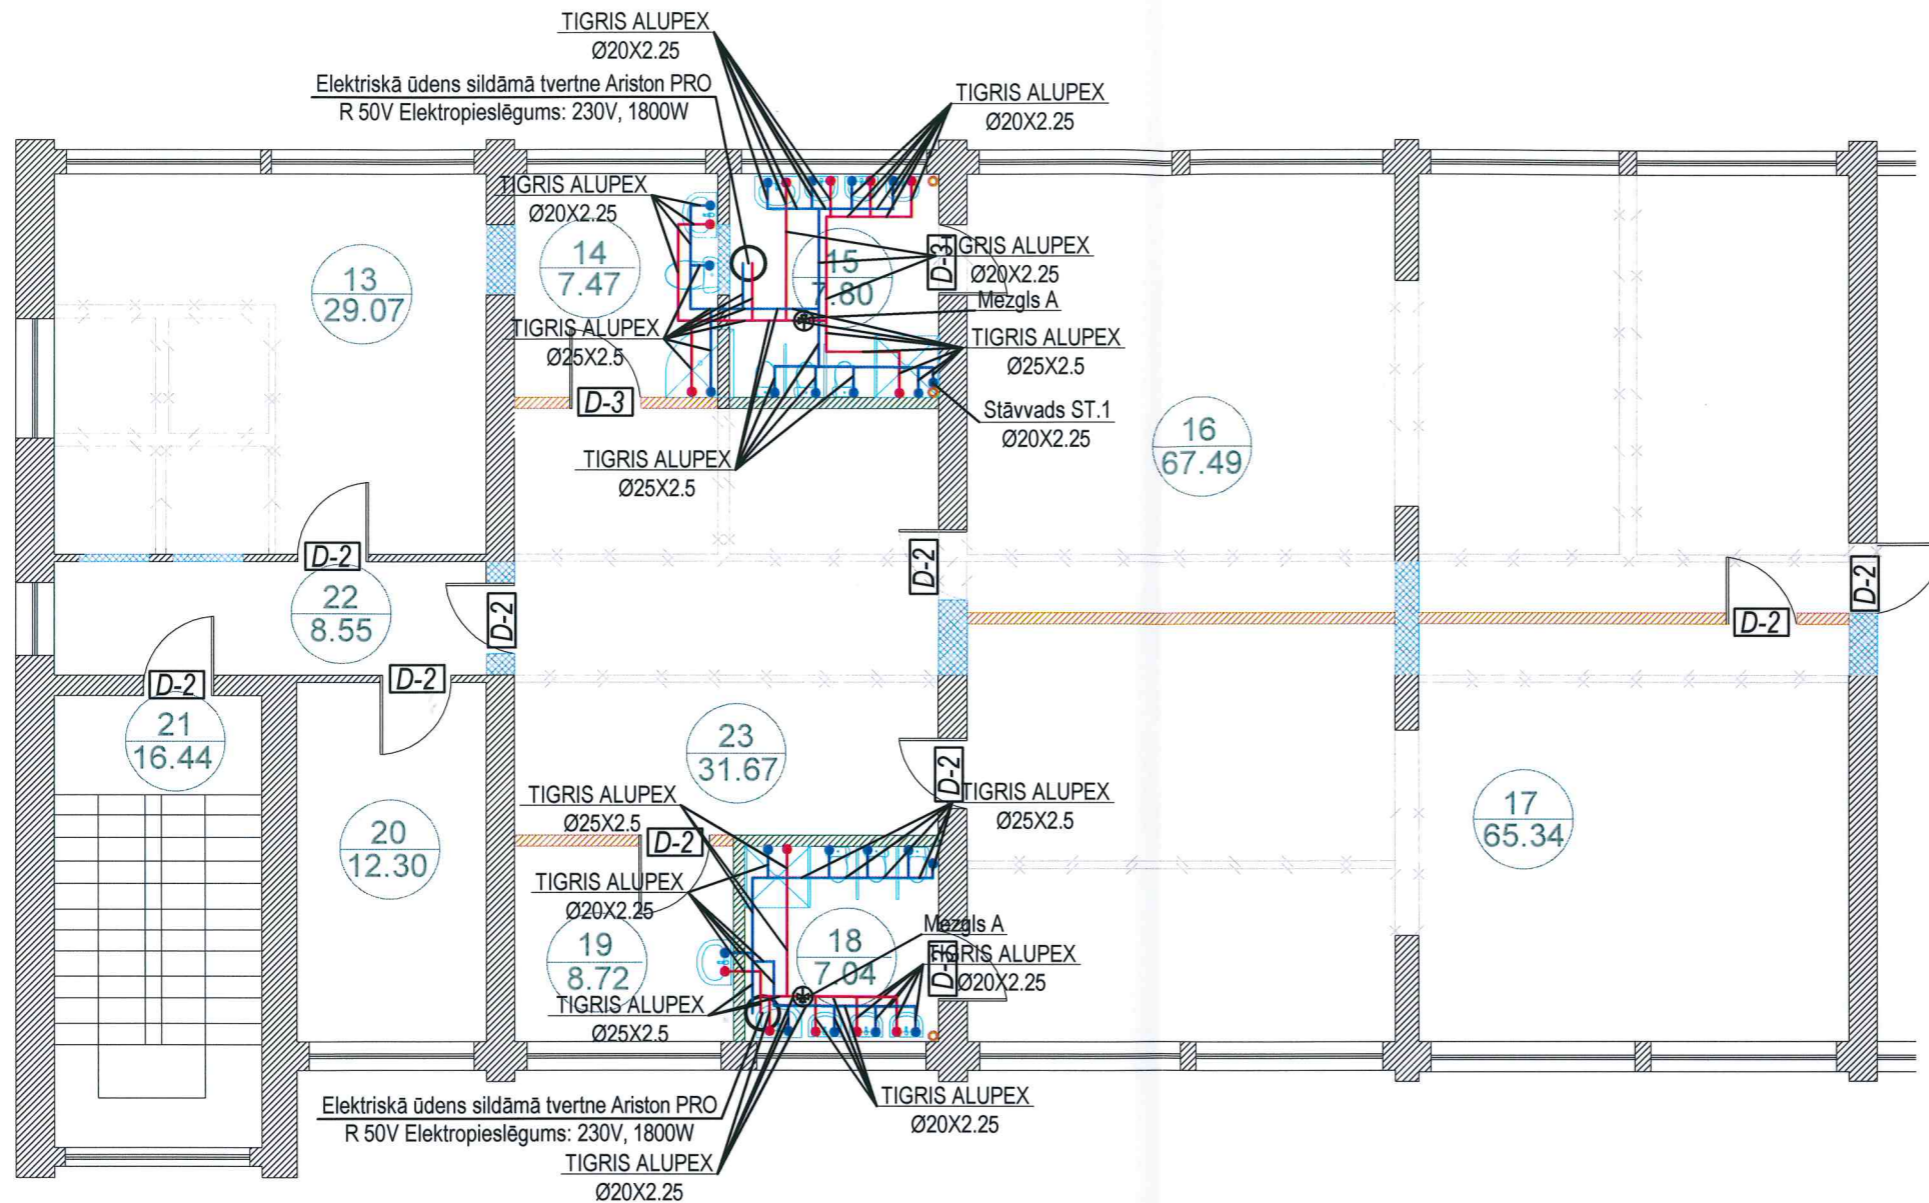 TIGRIS ALUPEX
Ø20X2.25
Elektriskā ūdens sildāmā tvertne Ariston PRO
R 50V Elektropieslēgums: 230V, 1800W
TIGRIS ALUPEX
Ø20X2.25
TIGRIS ALUPEX
Ø20X2.25
13
29.07
14
7.47
15
7.80
D-3
TIGRIS ALUPEX
Ø20X2.25
Mezgls A
TIGRIS ALUPEX
Ø25X2.5
TIGRIS ALUPEX
Ø25X2.5
D-3
Stāvvads ST.1
Ø20X2.25
TIGRIS ALUPEX
Ø25X2.5
16
67.49
D-2
22
8.55
D-2
D-2
D-2
D-2
D-2
D-2
21
16.44
23
31.67
D-2
20
12.30
17
65.34
TIGRIS ALUPEX
Ø25X2.5
D-2
TIGRIS ALUPEX
Ø25X2.5
TIGRIS ALUPEX
Ø20X2.25
19
8.72
18
7.04
Mezgls A
D-3
TIGRIS ALUPEX
Ø20X2.25
TIGRIS ALUPEX
Ø25X2.5
Elektriskā ūdens sildāmā tvertne Ariston PRO
R 50V Elektropieslēgums: 230V, 1800W
TIGRIS ALUPEX
Ø20X2.25
TIGRIS ALUPEX
Ø20X2.25